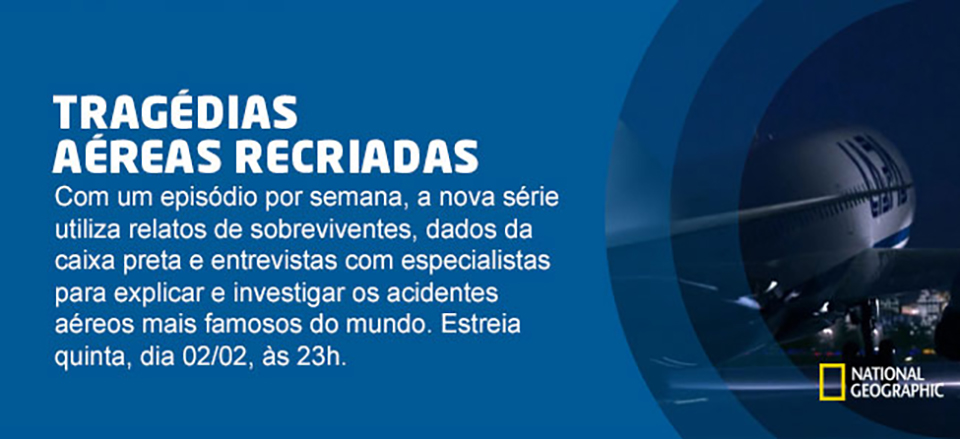 TRAGÉDIAS
AÉREAS RECRIADAS
Com um episódio por semana, a nova série
utiliza relatos de sobreviventes, dados da
caixa preta e entrevistas com especialistas
para explicar e investigar os acidentes
aéreos mais famosos do mundo. Estreia
quinta, dia 02/02, às 23h.
NATIONAL
GEOGRAPHIC